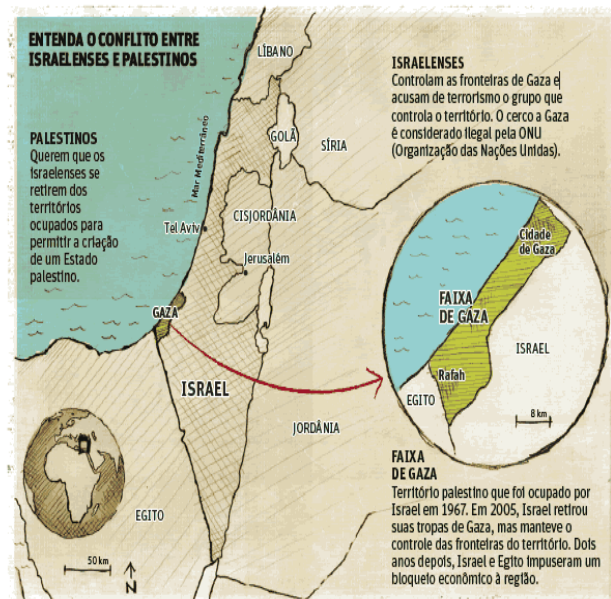 ENTENDA O CONFLITO ENTRE
ISRAELENSES E PALESTINOS
PALESTINOS
Querem que os
israelenses se
retirem dos
territórios
ocupados para
permitir a criação
de um Estado
palestino.
ISRAELENSES
Controlam as fronteiras de Gaza e
acusam de terrorismo o grupo que
controla o território. O cerco a Gaza
é considerado ilegal pela ONU
(Organização das Nações Unidas).
LÍBANO
GOLÃ
SÍRIA
Mar Mediterrâneo
CISJORDÂNIA
Tel Aviv
Jerusalém
GAZA
ISRAEL
JORDÂNIA
EGITO
50 km
N
Cidade
de Gaza
FAIXA
DE GAZA
ISRAEL
Rafah
EGITO
8 km
FAIXA
DE GAZA
Território palestino que foi ocupado por
Israel em 1967. Em 2005, Israel retirou
suas tropas de Gaza, mas manteve o
controle das fronteiras do território. Dois
anos depois, Israel e Egito impuseram um
bloqueio econômico à região.